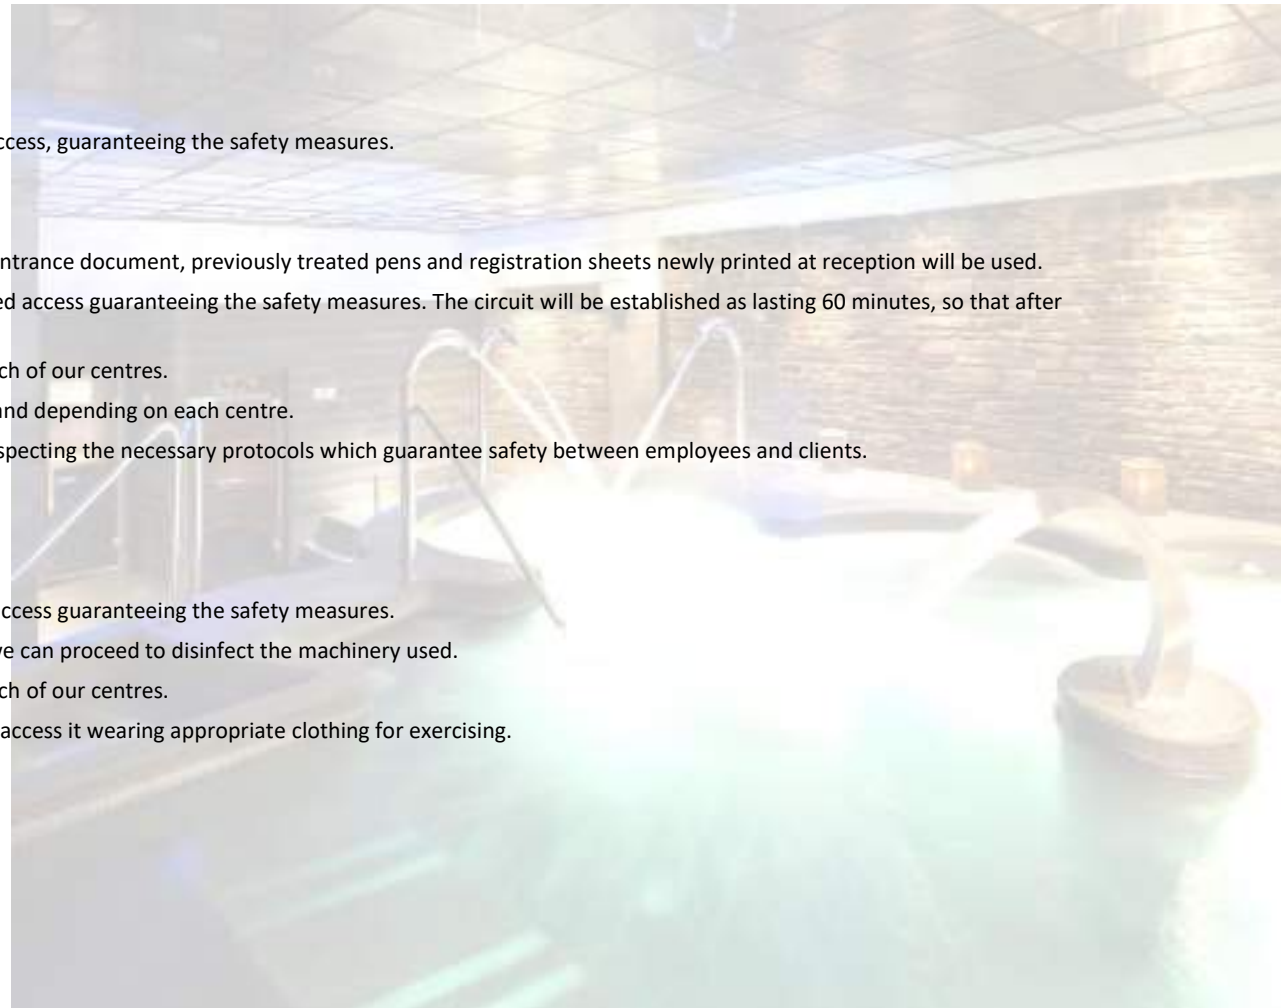 ccess, guaranteeing the safety measures.
ntrance document, previously treated pens and registration sheets newly printed at reception will be used.
ed access guaranteeing the safety measures. The circuit will be established as lasting 60 minutes, so that after
ch of our centres.
and depending on each centre.
specting the necessary protocols which guarantee safety between employees and clients.
access guaranteeing the safety measures.
ve can proceed to disinfect the machinery used.
ch of our centres.
access it wearing appropriate clothing for exercising.